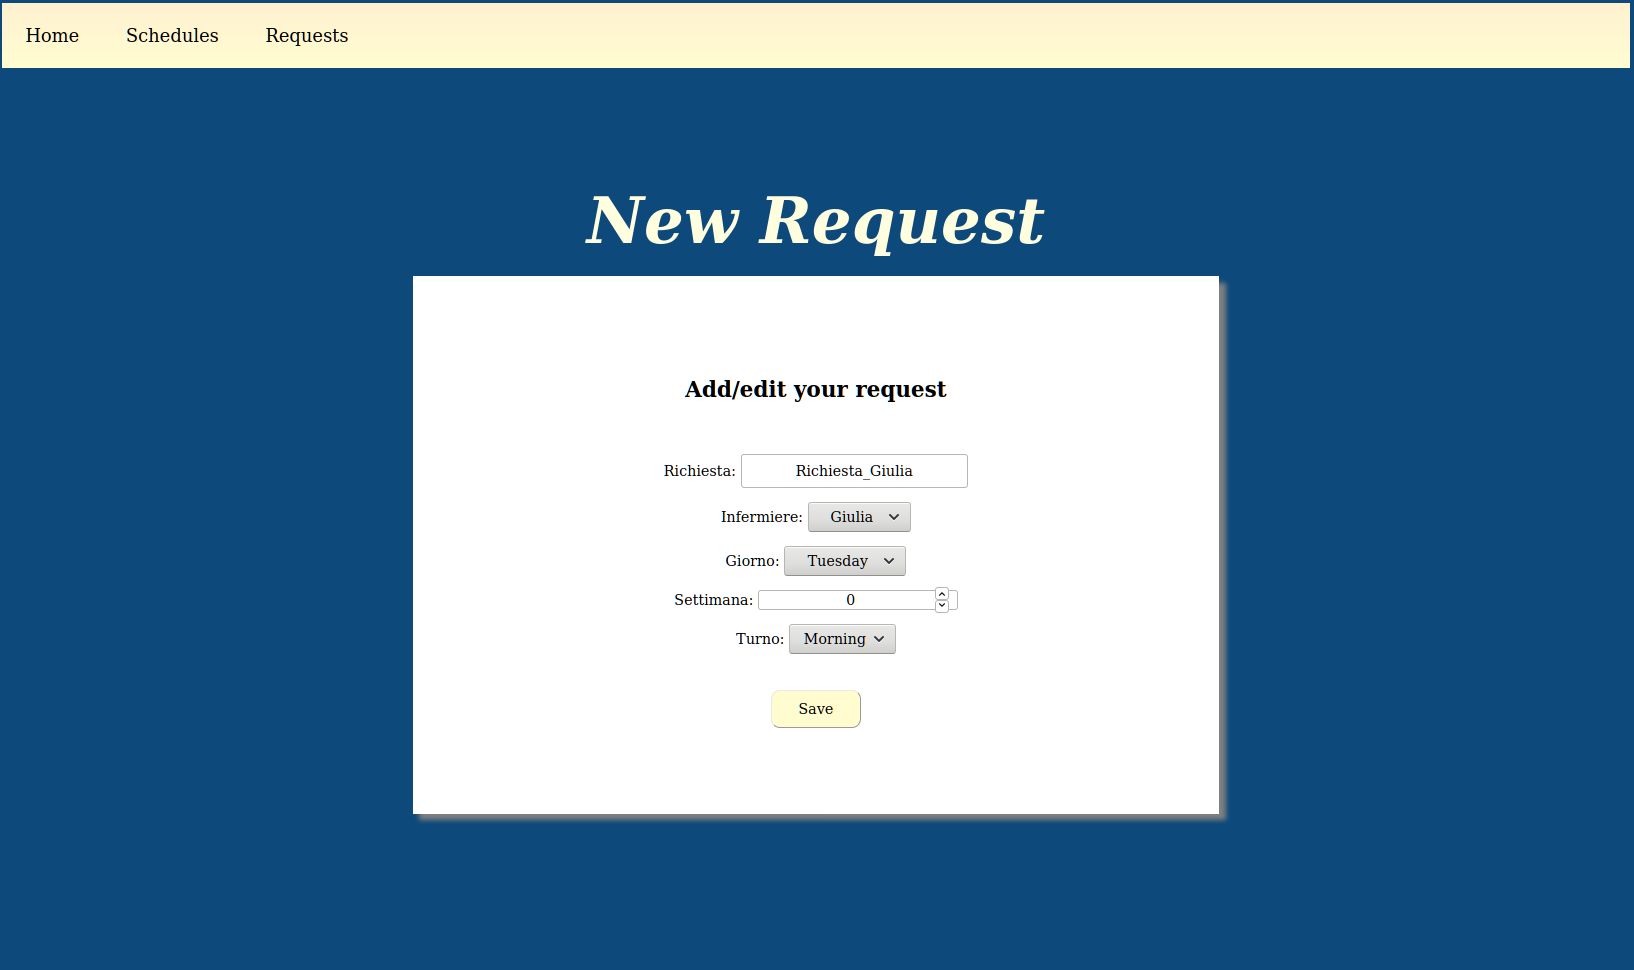 Home Schedules Requests
New Request
Add/edit your request
Richiesta: Richiesta_Giulia
Infermiere: Giulia
Giorno: Tuesday
Settimana: 0
Turno: Morning
Save